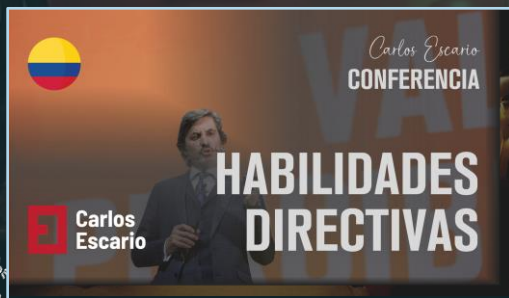 Carlos Escario
CONFERENCIA
HABILIDADES
DIRECTIVAS
Carlos
Escario